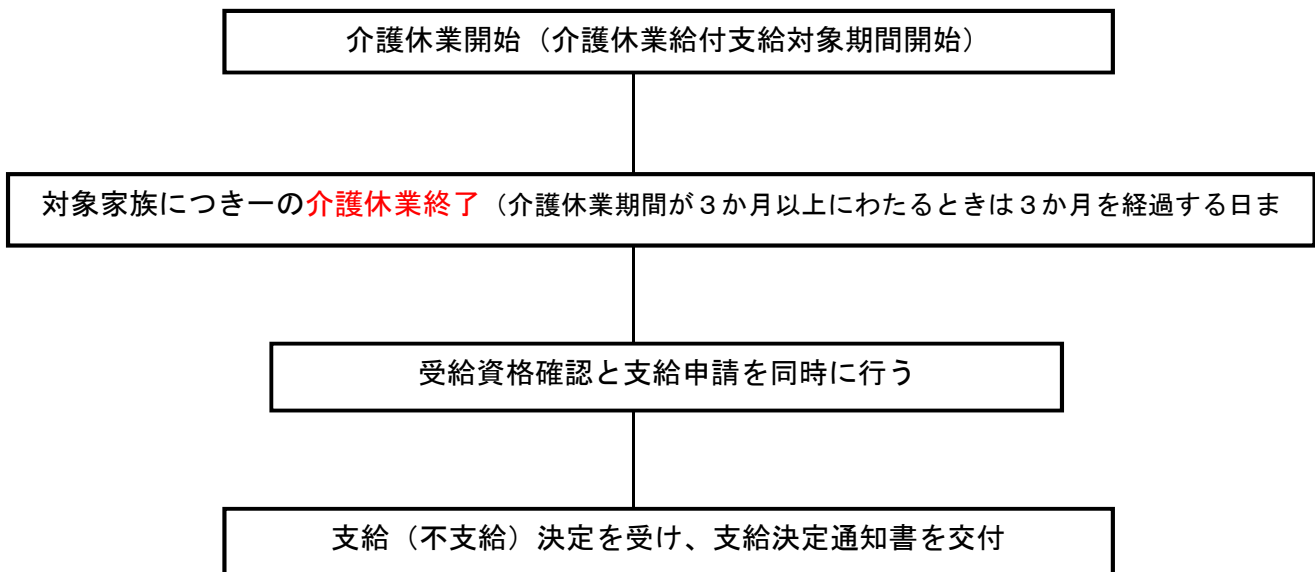 介護休業開始（介護休業給付支給対象期間開始）
対象家族につき一の介護休業終了（介護休業期間が３か月以上にわたるときは３か月を経過する日ま
受給資格確認と支給申請を同時に行う
支給（不支給）決定を受け、支給決定通知書を交付